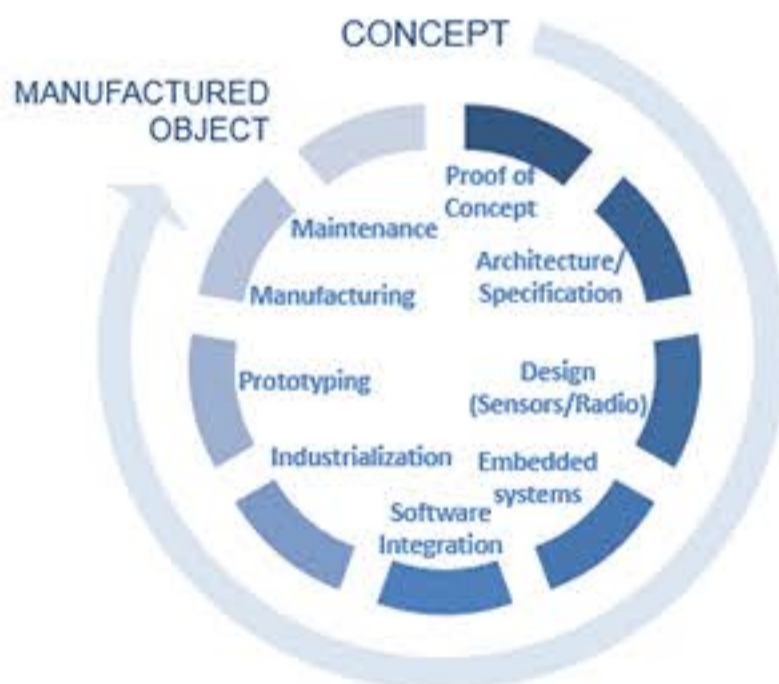 CONCEPT
MANUFACTURED
OBJECT
Proof of
Concept
Architecture/
Specification
Design
(Sensors/Radio)
Embedded
systems
Software
Integration
Industrialization
Prototyping
Manufacturing
Maintenance